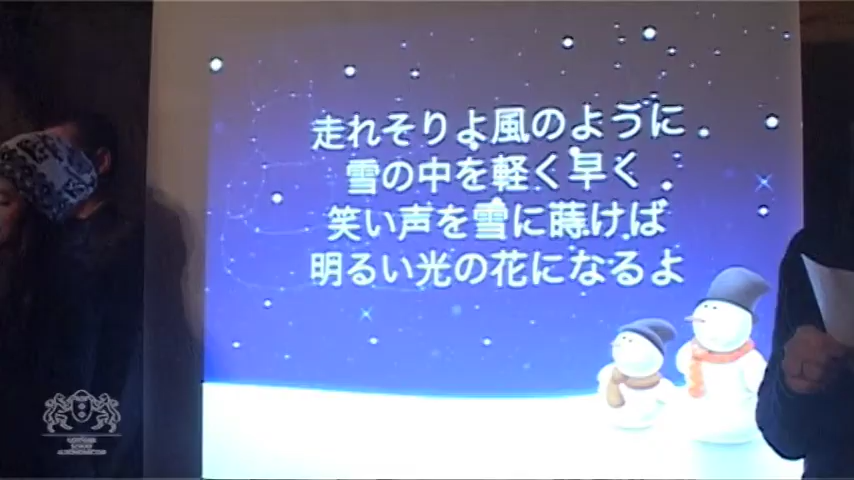 走れそりよ風のように
雪の中を軽く早く
笑い声を雪に蒔けば
明るい光の花になるよ